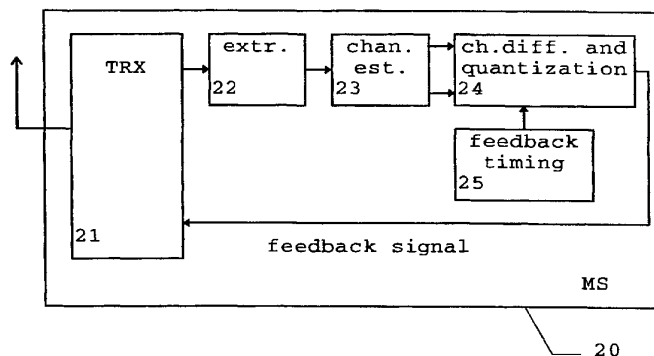 TRX
21
extr.
22
chan.
est.
23
ch.diff. and
quantization
24
feedback
timing
25
feedback signal
MS
20